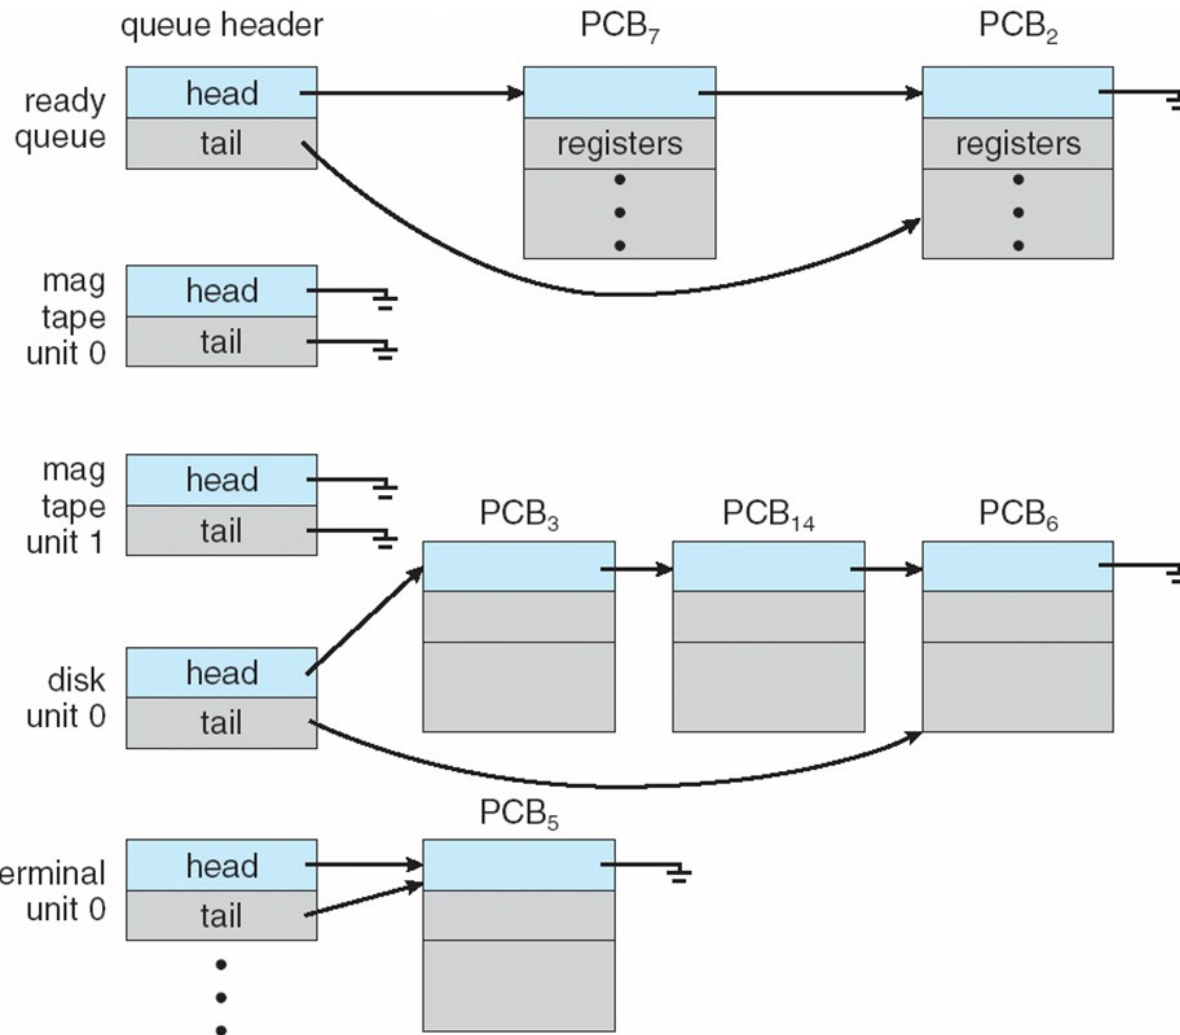 queue header
PCB7
PCB2
ready
queue
head
tail
registers
registers
mag
tape
unit 0
head
tail
mag
tape
unit 1
head
tail
PCB3
PCB14
PCB6
disk
unit 0
head
tail
PCB5
erminal
unit 0
head
tail